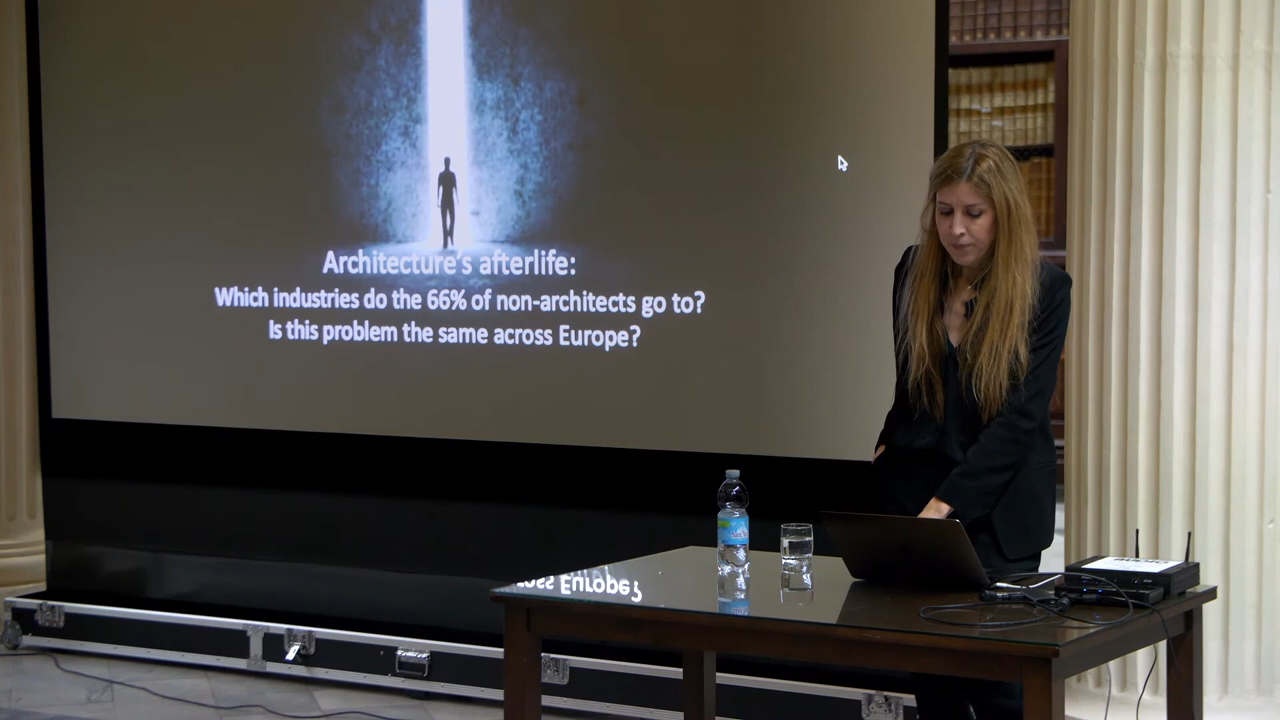 Architecture's afterlife:
Which industries do the 66% of non-architects go to?
Is this problem the same across Europe?